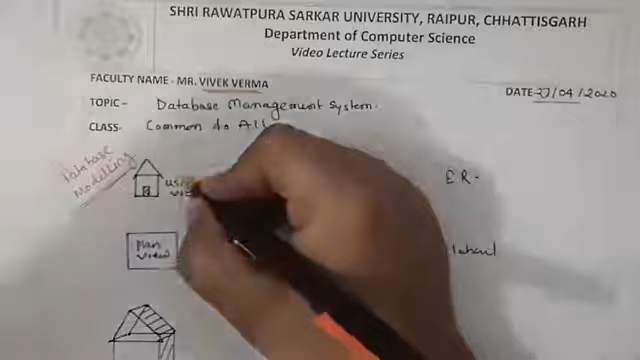 SHRI RAWATPURA SARKAR UNIVERSITY, RAIPUR, CHHATTISGARH
Department of Computer Science
Video Lecture Series
FACULTY NAME - MR. VIVEK VERMA
DATE- /04/2020
TOPIC- Database Management System.
CLASS- Common to All
Database
Modelling
ER-
Plan
view